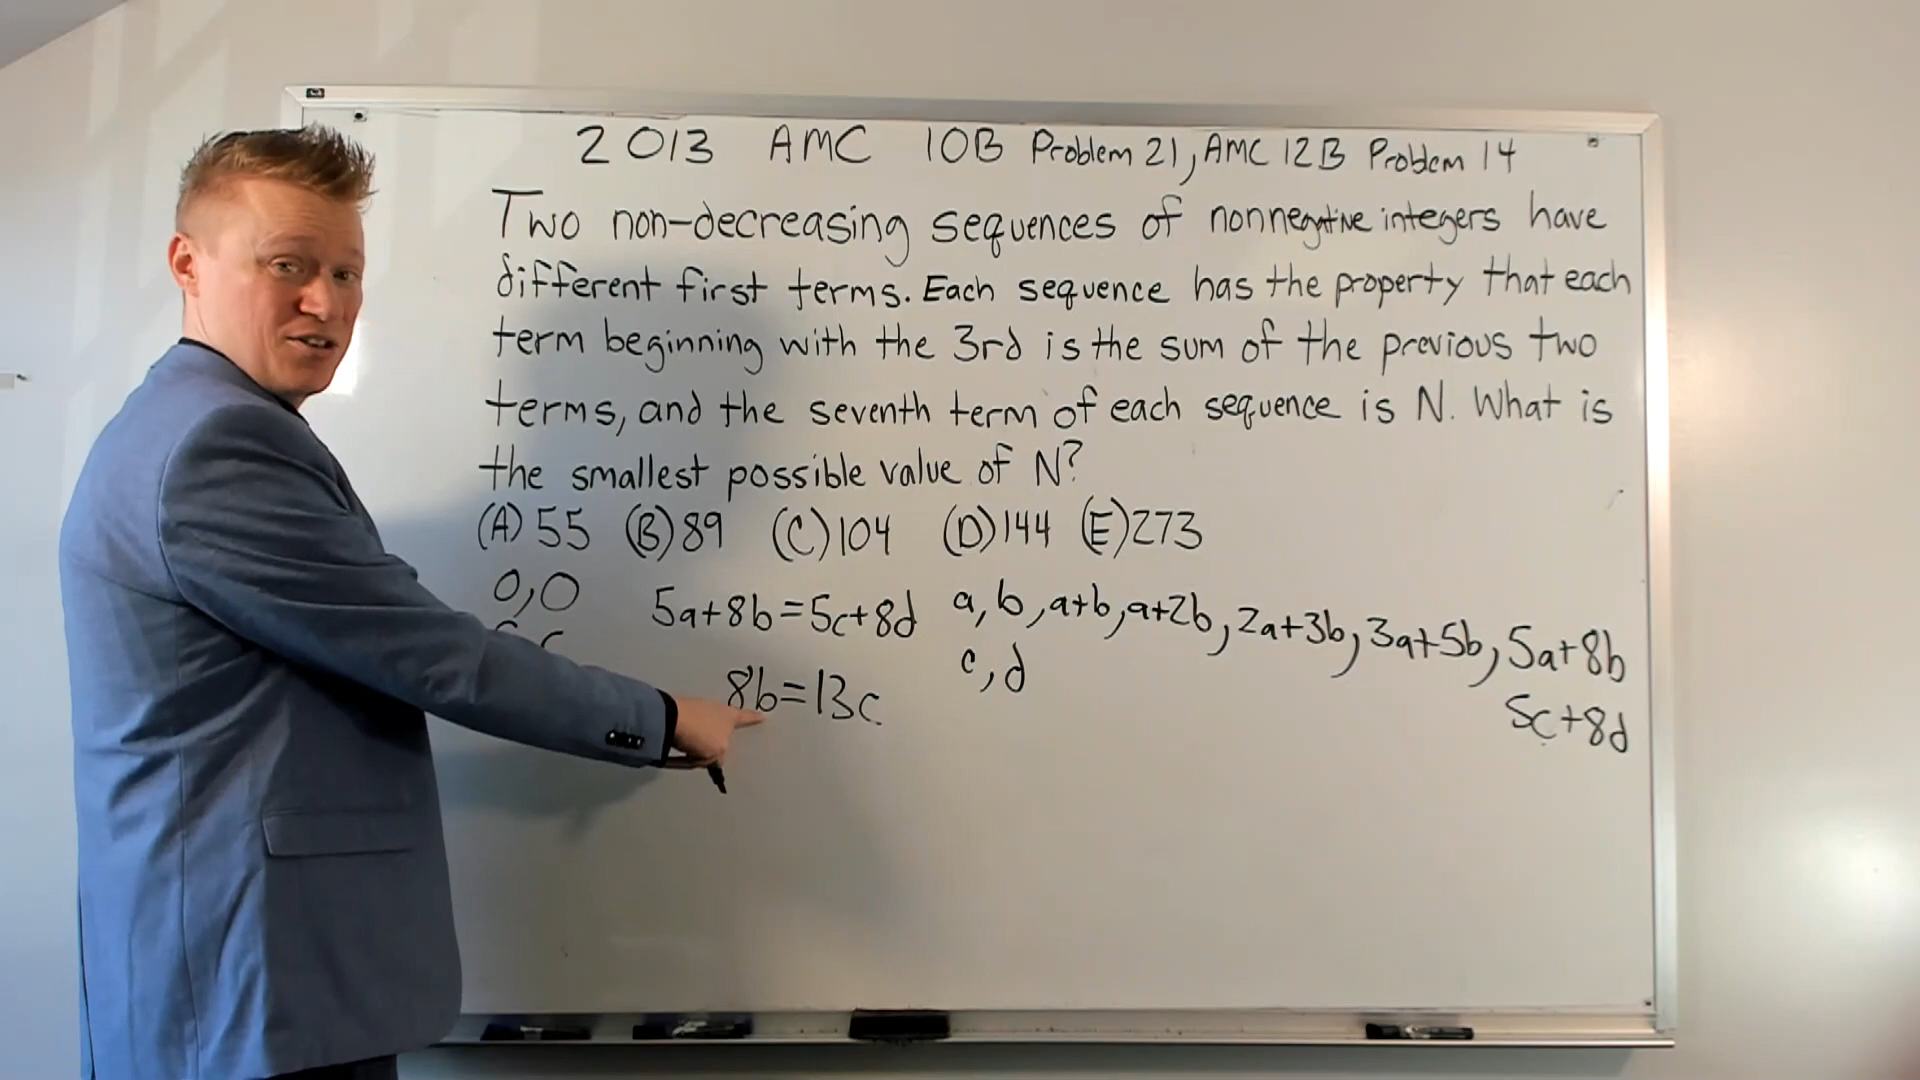 2013 AMC 10B Problem 21, AMC 12B Problem 14
Two non-decreasing sequences of nonnegative integers have
different first terms. Each sequence has the property that each
term beginning with the 3rd is the sum of the previous two
terms, and the seventh term of each sequence is N. What is
the smallest possible value of N?
(A) 55 (B) 89 (C) 104 (D) 144 (E) 273
0,0
5a+8b=5c+8d
8b=13c
a, b, a+b, a+2b, 2a+3b, 3a+5b, 5a+8b
c, d
5c+8d